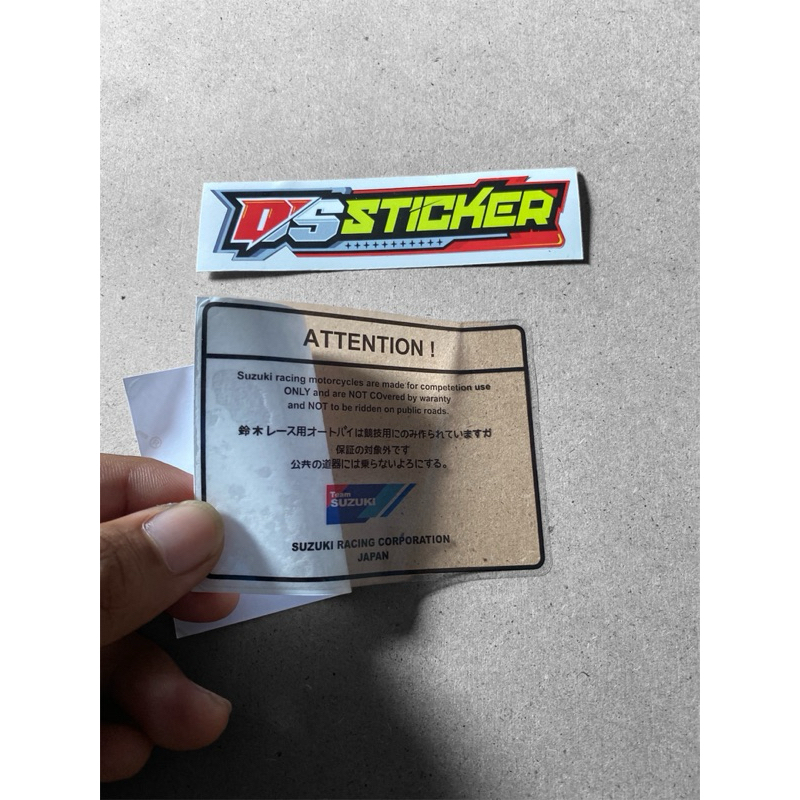 DS STICKER
ATTENTION !
Suzuki racing motorcycles are made for competetion use
ONLY and are NOT COvered by waranty
and NOT to be ridden on public roads.
鈴木レース用オートバイは競技用にのみ作られていますが
保証の対象外です
公共の道器には乗らないよろにする。
Team
SUZUKI
SUZUKI RACING CORPORATION
JAPAN